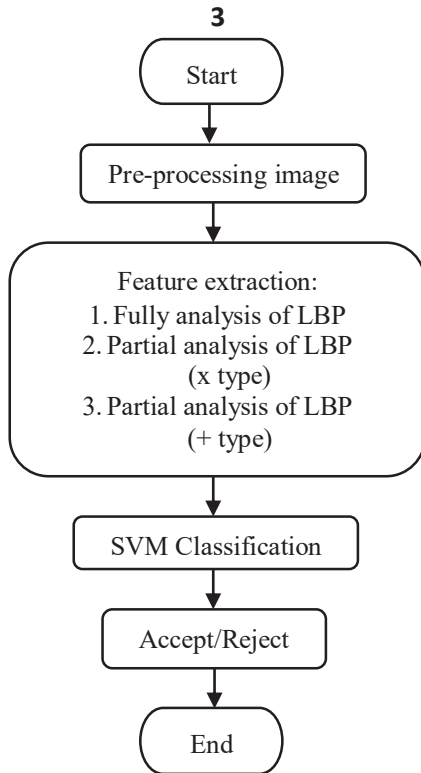 3
Start
Pre-processing image
Feature extraction:
1. Fully analysis of LBP
2. Partial analysis of LBP
(x type)
3. Partial analysis of LBP
(+ type)
SVM Classification
Accept/Reject
End